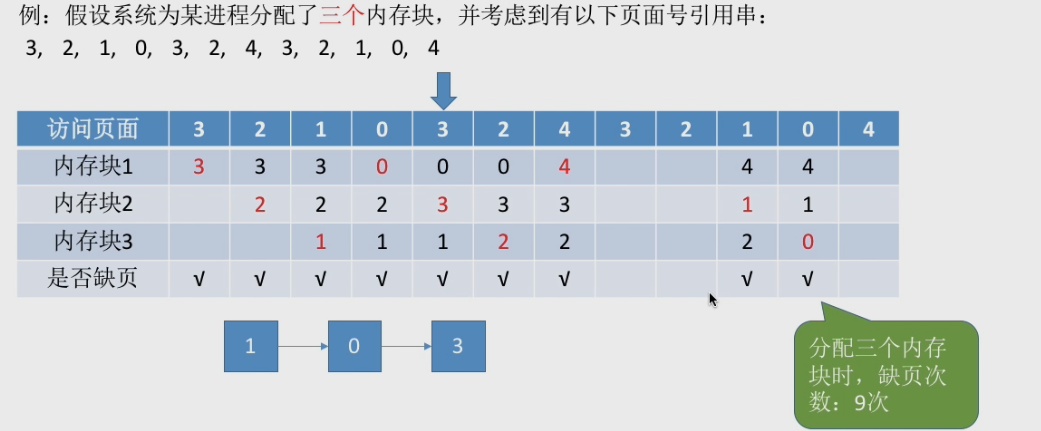 例：假设系统为某进程分配了三个内存块，并考虑到有以下页面号引用串：
3, 2, 1, 0, 3, 2, 4, 3, 2, 1, 0, 4
访问页面 3 2 1 0 3 2 4 3 2 1 0 4
内存块1 3 3 3 0 0 0 4 4 4
内存块2 2 2 2 3 3 3 1 1
内存块3 1 1 1 2 2 2 0
是否缺页 √ √ √ √ √ √ √ √ √
1 0 3
分配三个内存
块时，缺页次
数：9次